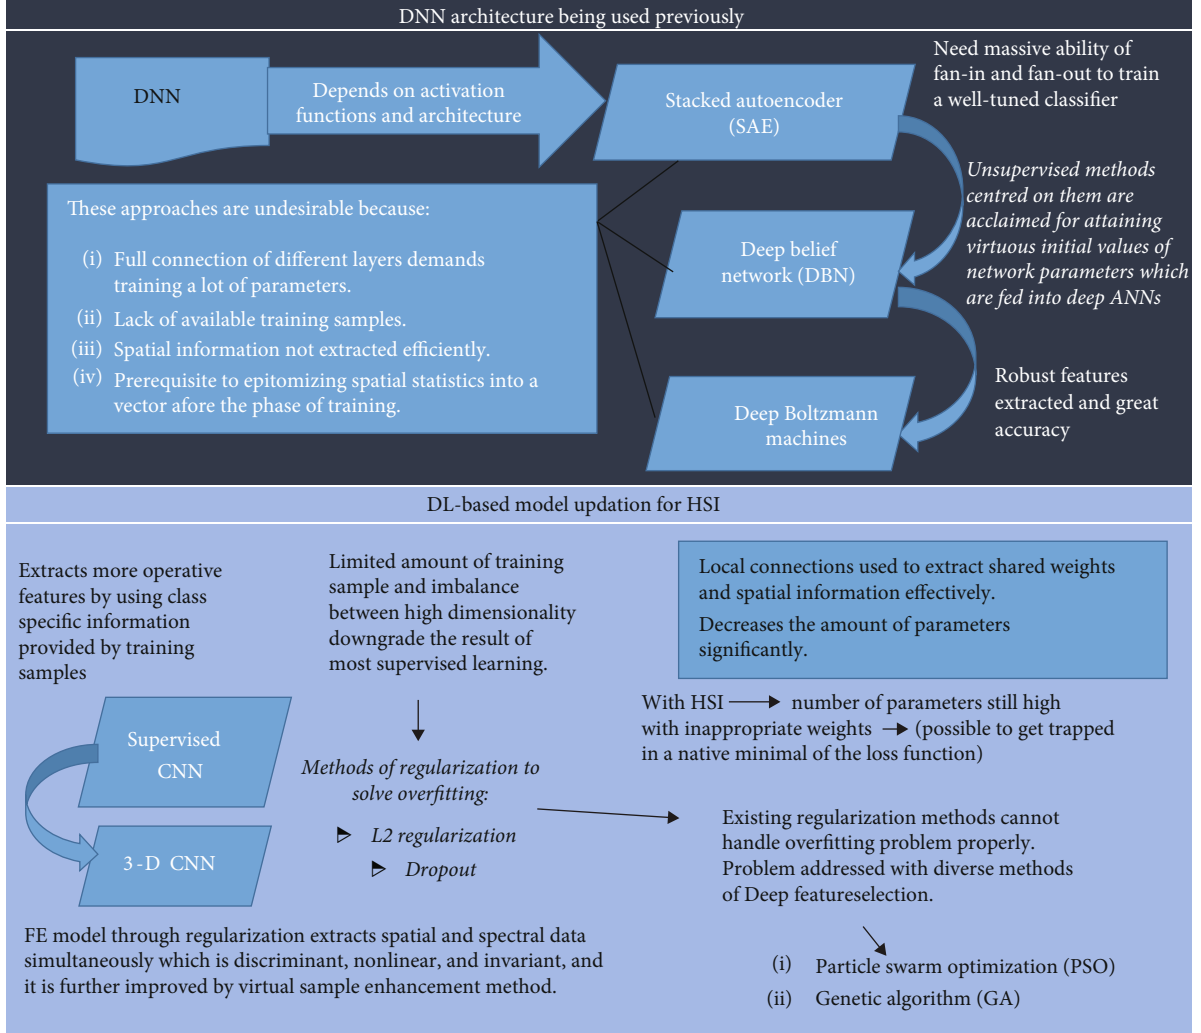 DNN architecture being used previously
DNN
Depends on activation
functions and architecture
Stacked autoencoder
(SAE)
Need massive ability of
fan-in and fan-out to train
a well-tuned classifier
Unsupervised methods
centred on them are
acclaimed for attaining
virtuous initial values of
network parameters which
are fed into deep ANNs
These approaches are undesirable because:
(i) Full connection of different layers demands
training a lot of parameters.
(ii) Lack of available training samples.
(iii) Spatial information not extracted efficiently.
(iv) Prerequisite to epitomizing spatial statistics into a
vector afore the phase of training.
Deep belief
network (DBN)
Robust features
extracted and great
accuracy
Deep Boltzmann
machines
DL-based model updation for HSI
Extracts more operative
features by using class
specific information
provided by training
samples
Supervised
CNN
3-D CNN
Limited amount of training
sample and imbalance
between high dimensionality
downgrade the result of
most supervised learning.
Methods of regularization to
solve overfitting:
L2 regularization
Dropout
Local connections used to extract shared weights
and spatial information effectively.
Decreases the amount of parameters
significantly.
With HSI number of parameters still high
with inappropriate weights (possible to get trapped
in a native minimal of the loss function)
Existing regularization methods cannot
handle overfitting problem properly.
Problem addressed with diverse methods
of Deep featureselection.
(i) Particle swarm optimization (PSO)
(ii) Genetic algorithm (GA)
FE model through regularization extracts spatial and spectral data
simultaneously which is discriminant, nonlinear, and invariant, and
it is further improved by virtual sample enhancement method.